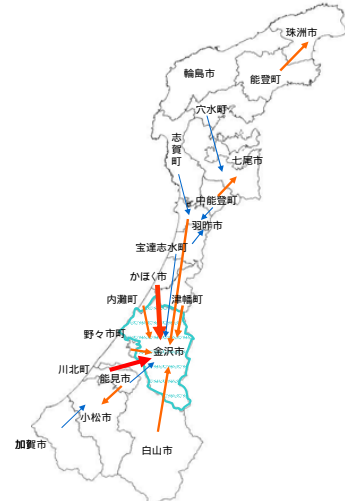 珠洲市
輪島市
能登町
穴水町
志賀町
七尾市
中能登町
羽咋市
宝達志水町
かほく市
内灘町
津幡町
野々市町
金沢市
川北町
能見市
小松市
加賀市
白山市